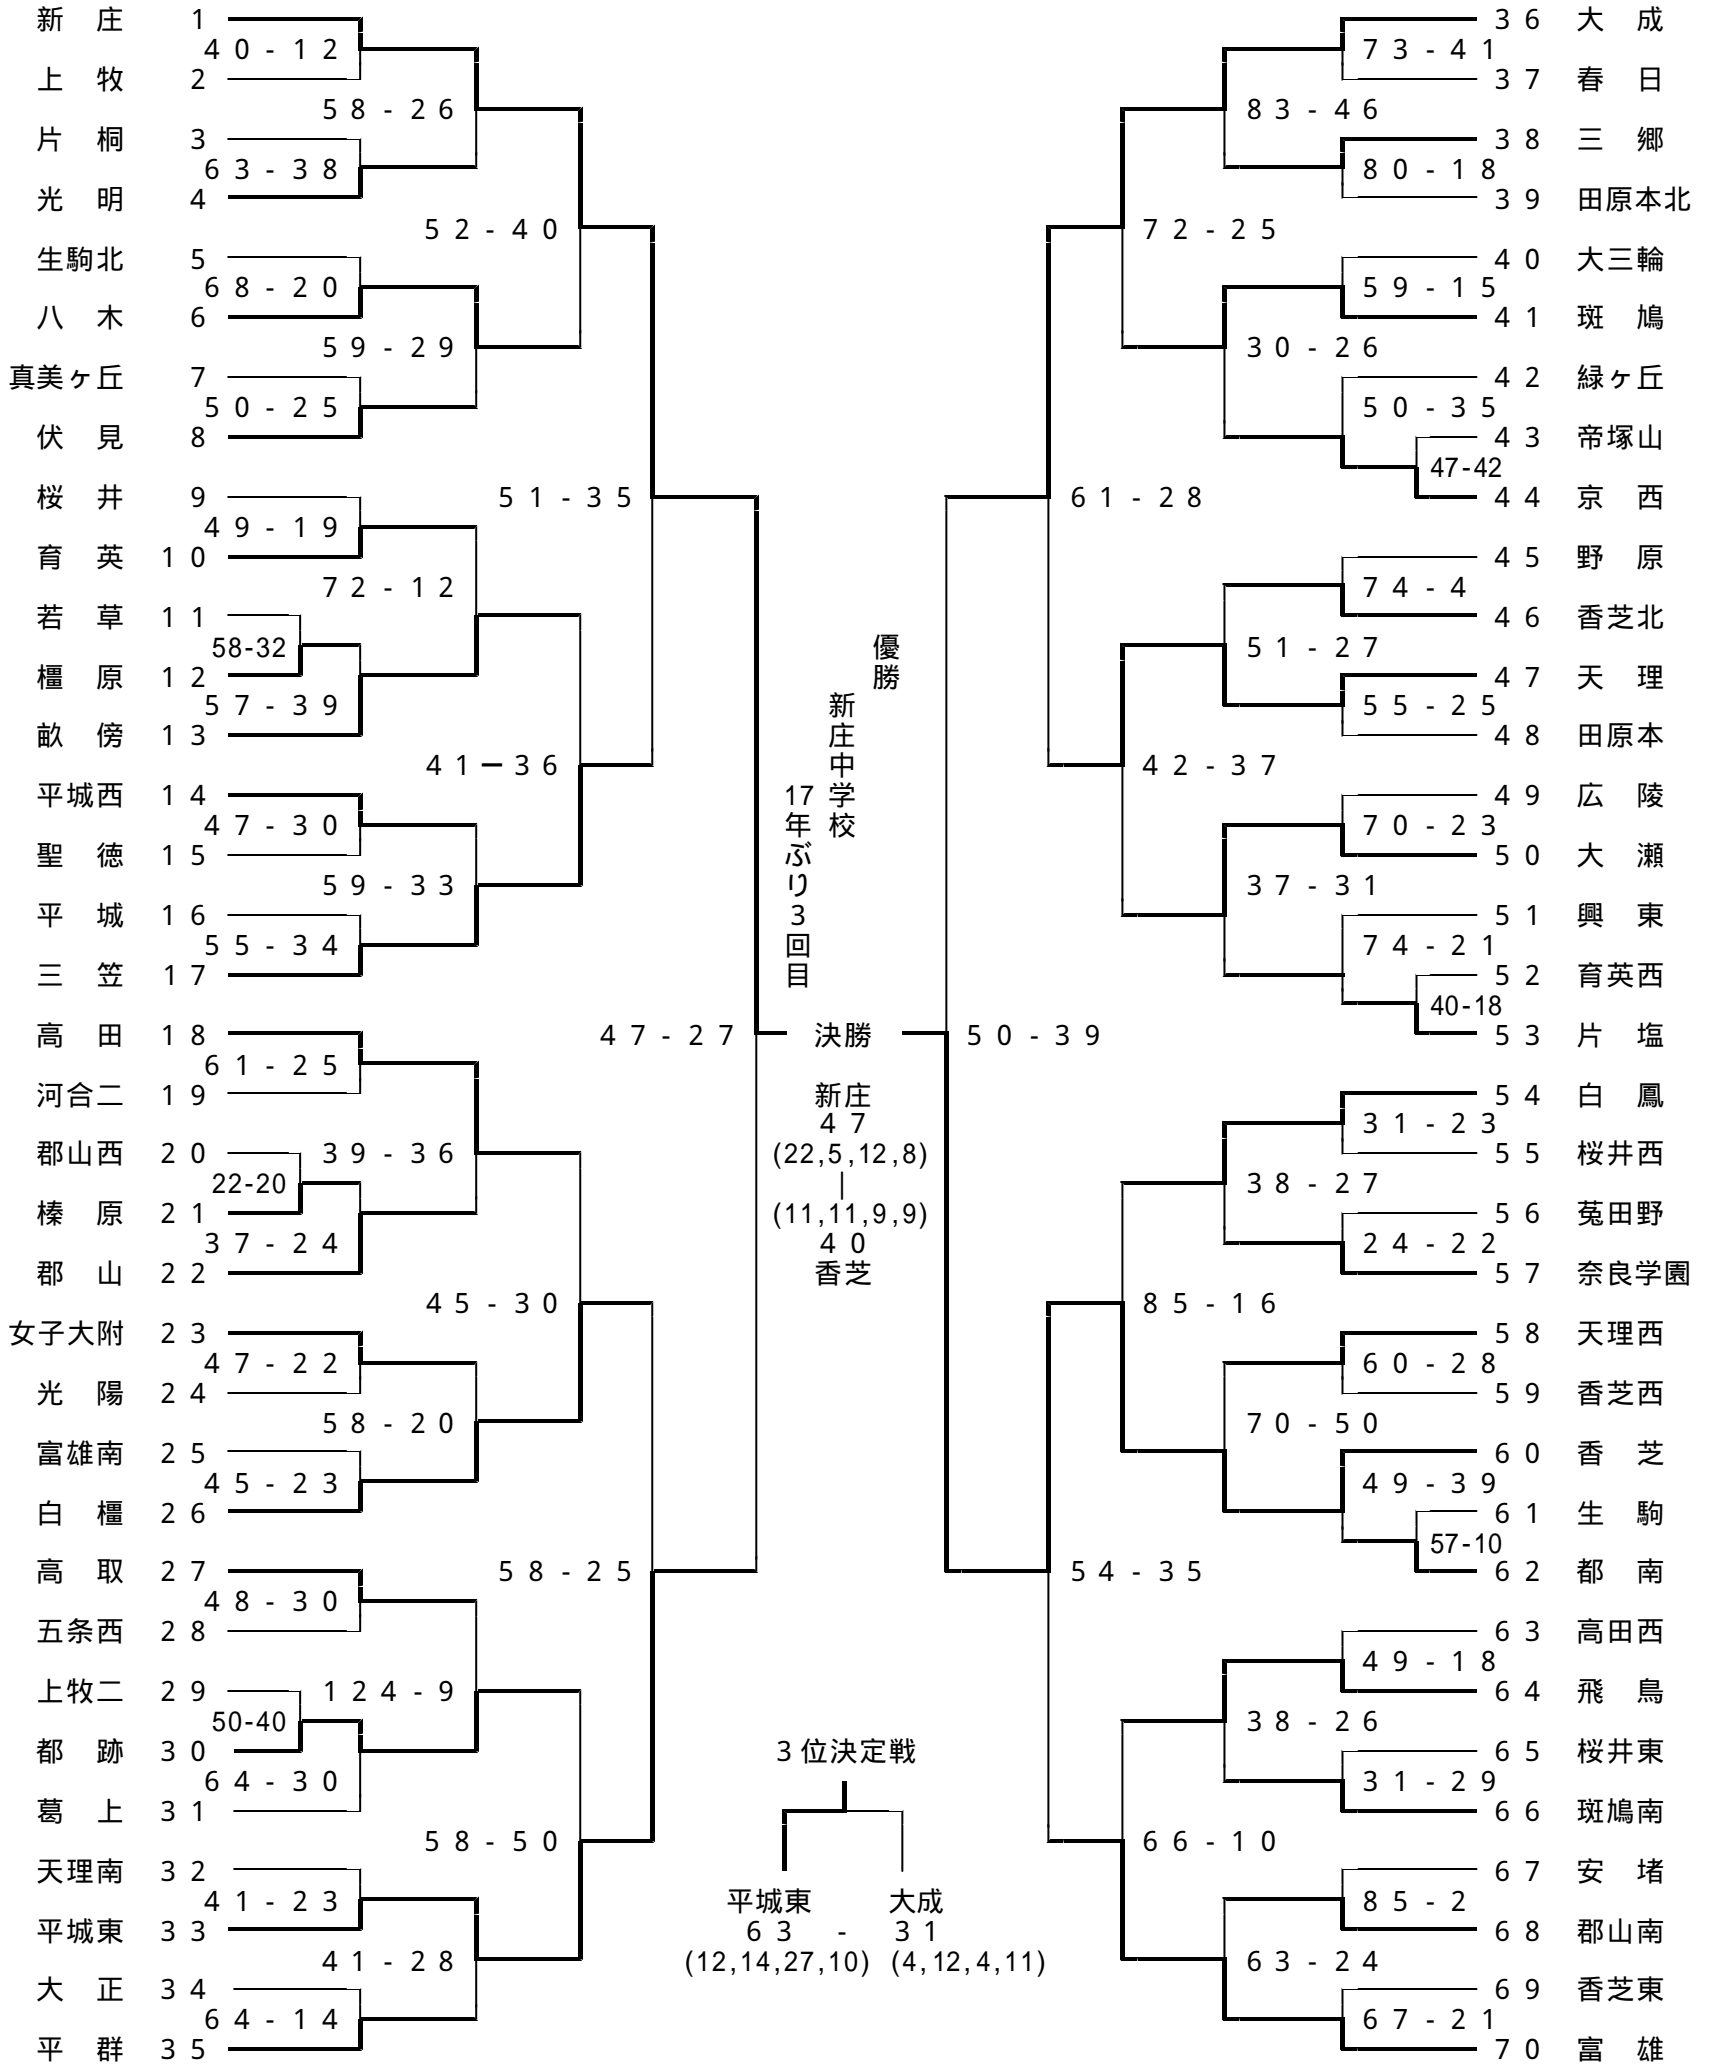 新 庄 1
40-12
上 牧 2
58-26
片 桐 3
63-38
光 明 4
52-40
生駒北 5
68-20
八 木 6
59-29
真美ヶ丘 7
50-25
伏 見 8
51-35
桜 井 9
49-19
育 英 10
72-12
若 草 11
58-32
橿 原 12
57-39
畝 傍 13
41ー36
平城西 14
47-30
聖 徳 15
59-33
平 城 16
55-34
三 笠 17
47-27
高 田 18
61-25
河合二 19
39-36
郡山西 20
22-20
榛 原 21
37-24
郡 山 22
45-30
女子大附 23
47-22
光 陽 24
58-20
富雄南 25
45-23
白 橿 26
58-25
高 取 27
48-30
五条西 28
124-9
上牧二 29
50-40
都 跡 30
64-30
葛 上 31
58-50
天理南 32
41-23
平城東 33
41-28
大 正 34
64-14
平 群 35
優勝
新庄中学校
17年ぶり3回目
決勝
新庄
47
(22,5,12,8)
|
(11,11,9,9)
40
香芝
3位決定戦
平城東 大成
63 - 31
(12,14,27,10) (4,12,4,11)
36 大 成
73-41
37 春 日
83-46
38 三 郷
80-18
39 田原本北
72-25
40 大三輪
59-15
41 斑 鳩
30-26
42 緑ヶ丘
50-35
43 帝塚山
47-42
44 京 西
61-28
45 野 原
74-4
46 香芝北
51-27
47 天 理
55-25
48 田原本
42-37
49 広 陵
70-23
50 大 瀬
37-31
51 興 東
74-21
52 育英西
40-18
53 片 塩
50-39
54 白 鳳
31-23
55 桜井西
38-27
56 菟田野
24-22
57 奈良学園
85-16
58 天理西
60-28
59 香芝西
70-50
60 香 芝
49-39
61 生 駒
57-10
62 都 南
54-35
63 高田西
49-18
64 飛 鳥
38-26
65 桜井東
31-29
66 斑鳩南
66-10
67 安 堵
85-2
68 郡山南
63-24
69 香芝東
67-21
70 富 雄